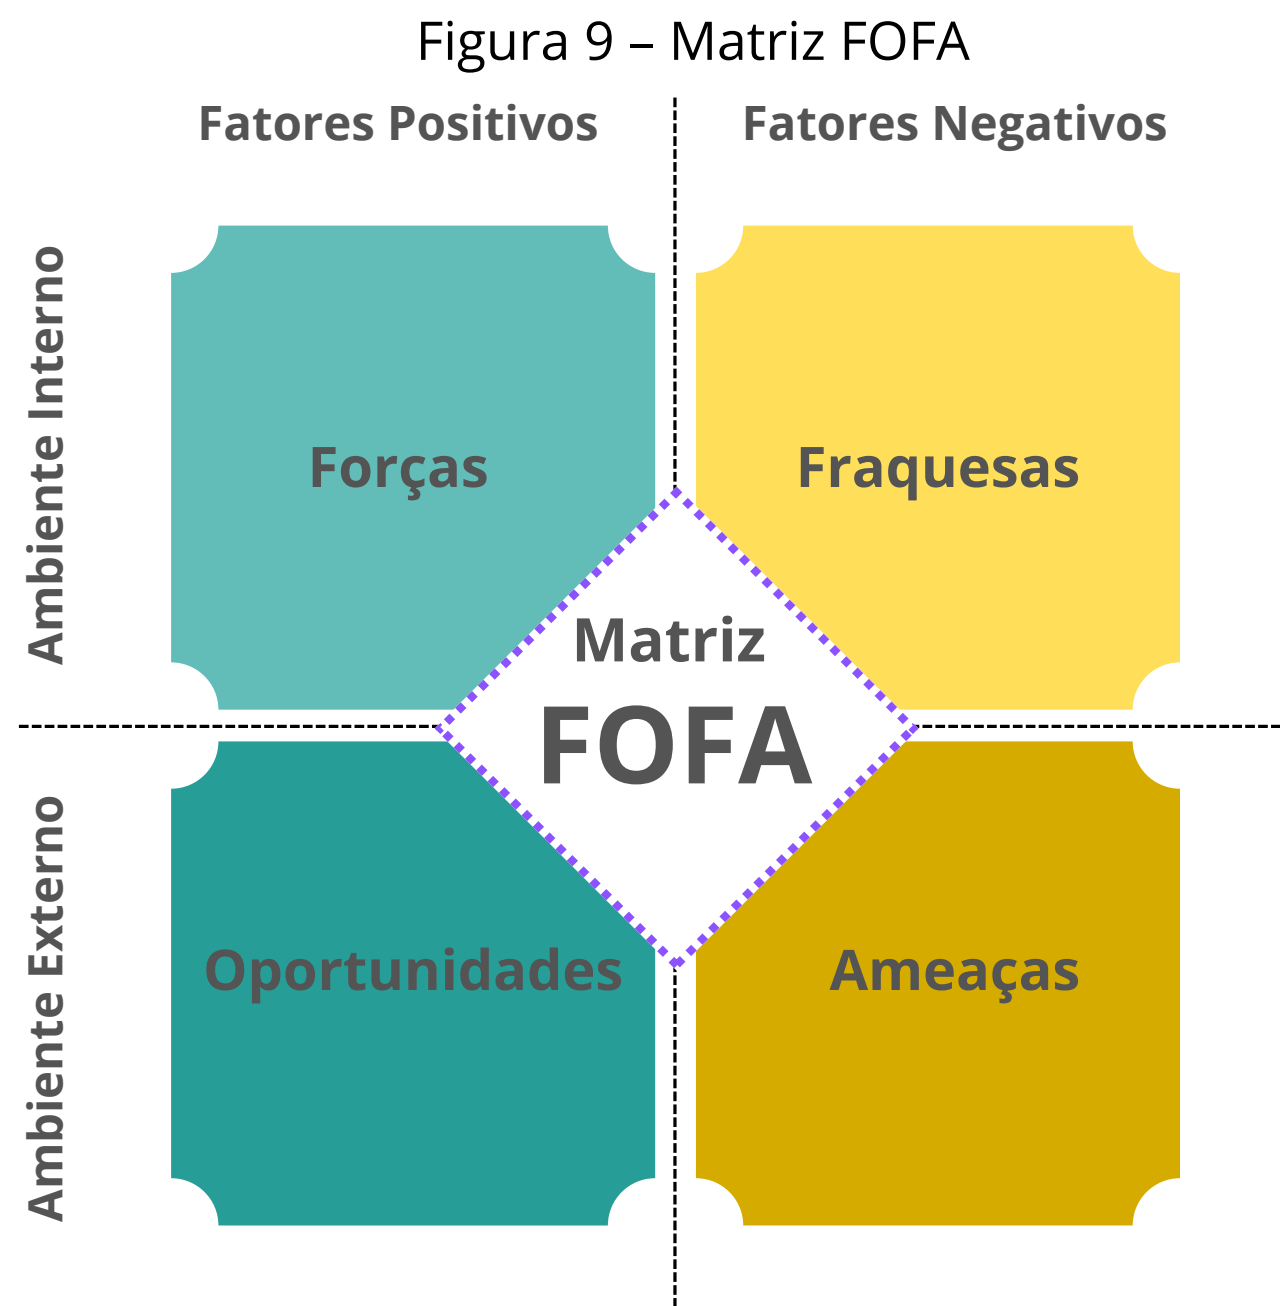 Figura 9 – Matriz FOFA
Fatores Positivos
Fatores Negativos
Ambiente Interno
Forças
Fraquesas
Matriz
FOFA
Ambiente Externo
Oportunidades
Ameaças